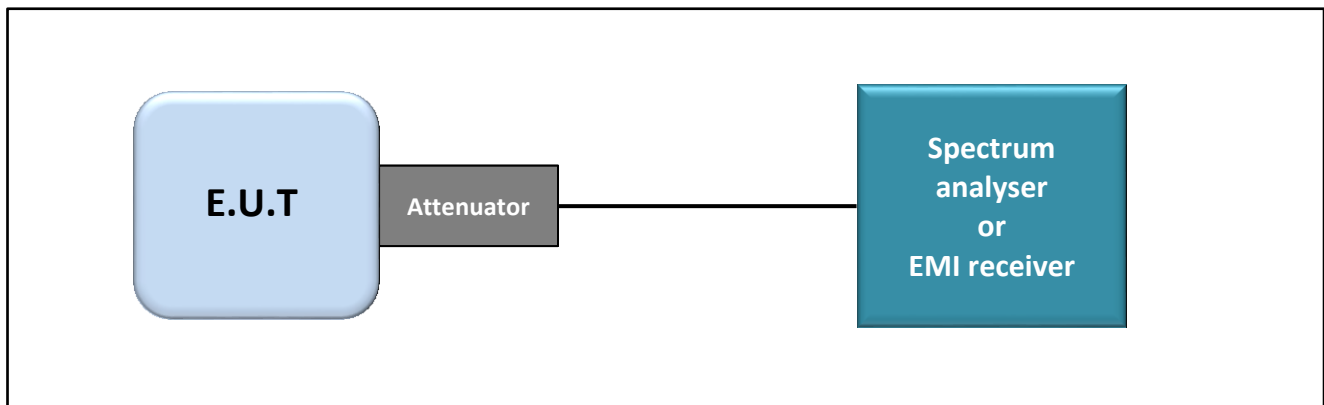 E.U.T
Attenuator
Spectrum
analyser
or
EMI receiver